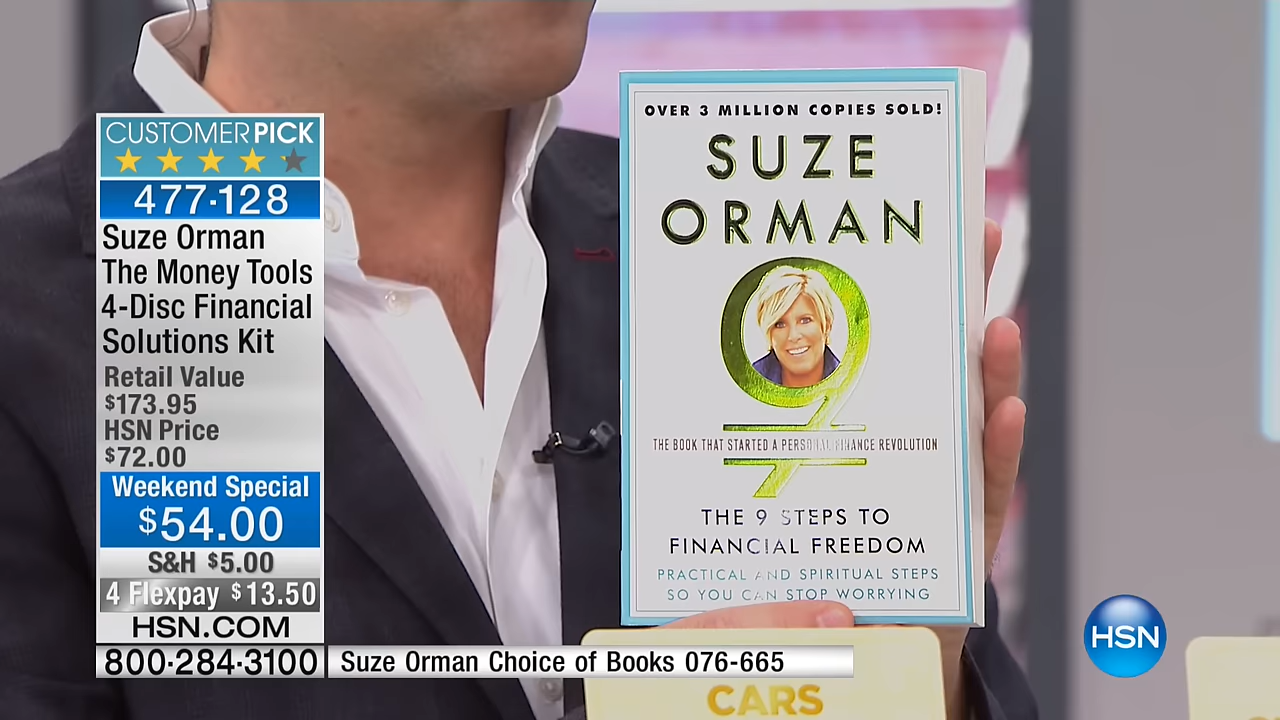 CUSTOMERPICK
477-128
Suze Orman
The Money Tools
4-Disc Financial
Solutions Kit
Retail Value
$173.95
HSN Price
$72.00
Weekend Special
$54.00
S&H $5.00
4 Flexpay $13.50
HSN.COM
800-284-3100
Suze Orman Choice of Books 076-665
OVER 3 MILLION COPIES SOLD!
SUZE
ORMAN
9
THE BOOK THAT STARTED A PERSONAL FINANCE REVOLUTION
THE 9 STEPS TO
FINANCIAL FREEDOM
PRACTICAL AND SPIRITUAL STEPS
SO YOU CAN STOP WORRYING
CARS
HSN